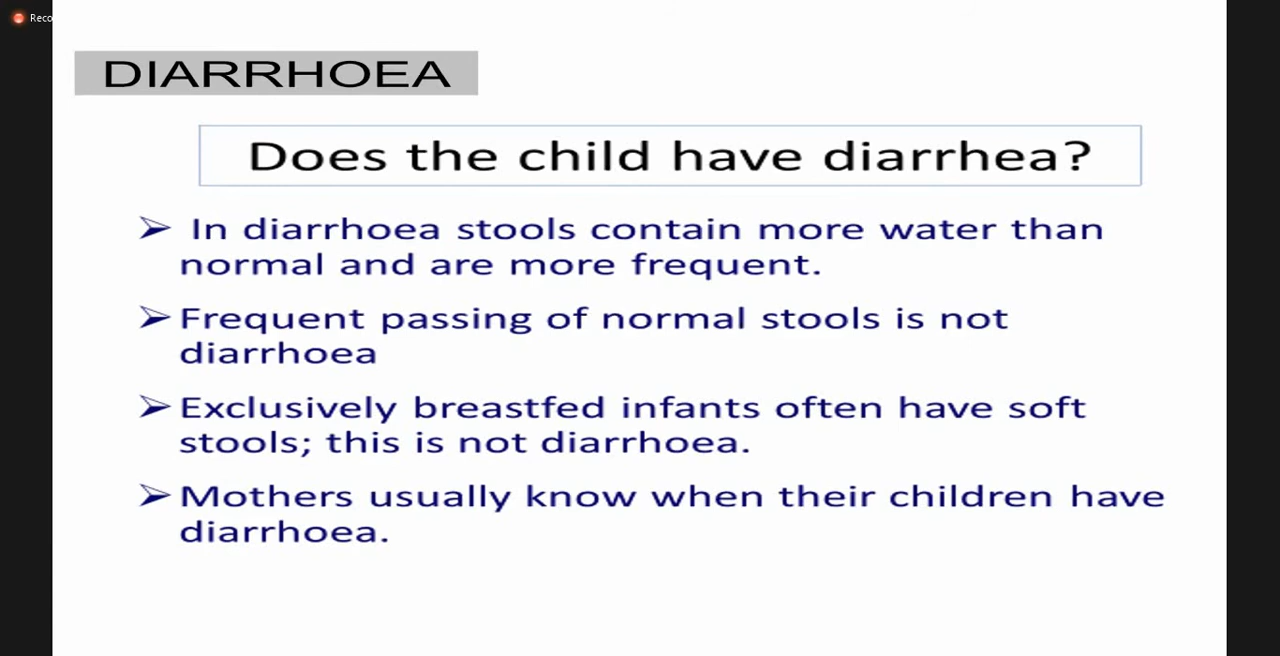 Reco
DIARRHOEA
Does the child have diarrhea?
➢ In diarrhoea stools contain more water than
normal and are more frequent.
➢ Frequent passing of normal stools is not
diarrhoea
➢ Exclusively breastfed infants often have soft
stools; this is not diarrhoea.
➢ Mothers usually know when their children have
diarrhoea.